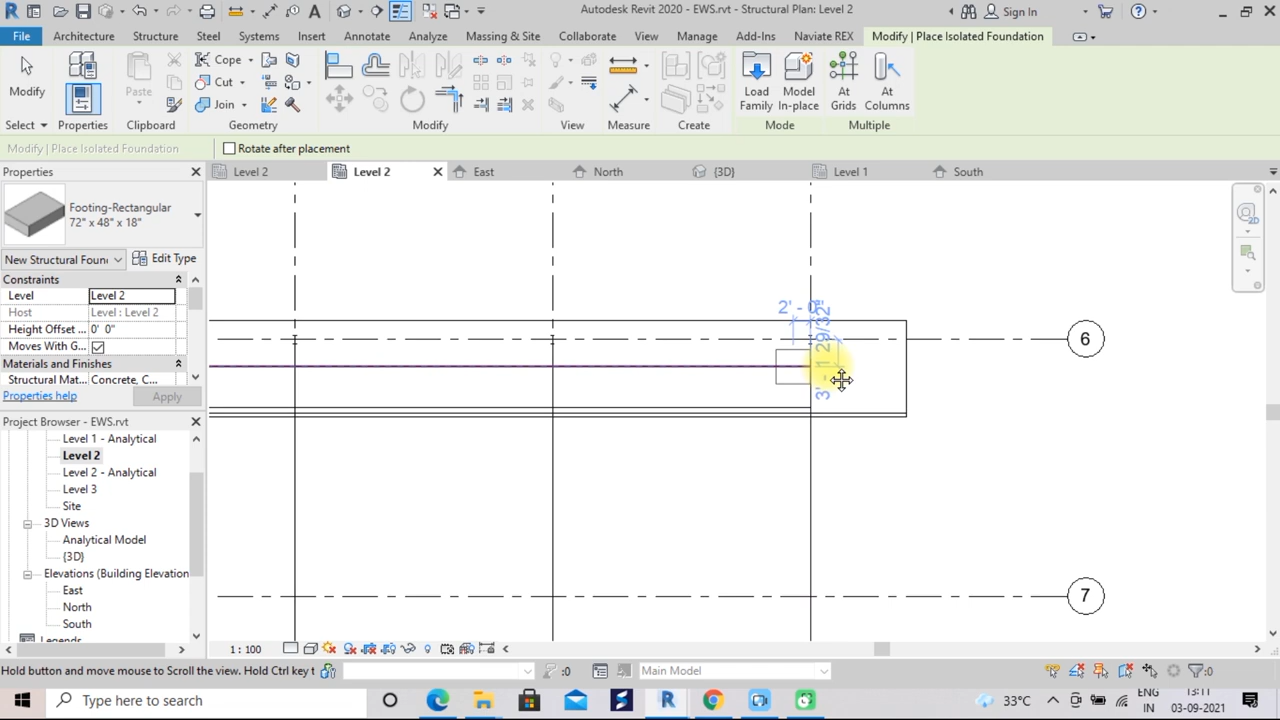 Autodesk Revit 2020 - EWS.rvt - Structural Plan: Level 2
Sign In
File Architecture Structure Steel Systems Insert Annotate Analyze Massing & Site Collaborate View Manage Add-Ins Naviate REX Modify | Place Isolated Foundation
Modify
Paste
Cope
Cut
Join
Load Family
Model In-place
At Grids
At Columns
Select Properties Clipboard Geometry Modify View Measure Create Mode Multiple
Modify | Place Isolated Foundation
Rotate after placement
Properties
Level 2
Level 2
East
North
{3D}
Level 1
South
Footing-Rectangular
72" x 48" x 18"
New Structural Foun
Edit Type
Constraints
Level Level 2
Host Level : Level 2
Height Offset ... 0' 0"
Moves With G...
Materials and Finishes
Structural Mat... Concrete, C...
Properties help
Apply
Project Browser - EWS.rvt
Level 1 - Analytical
Level 2
Level 2 - Analytical
Level 3
Site
3D Views
Analytical Model
{3D}
Elevations (Building Elevation
East
North
South
Legends
2D
6
7
1 : 100
Hold button and move mouse to Scroll the view. Hold Ctrl key t
:0
Main Model
:0
Type here to search
33°C
ENG
IN
13:11
03-09-2021